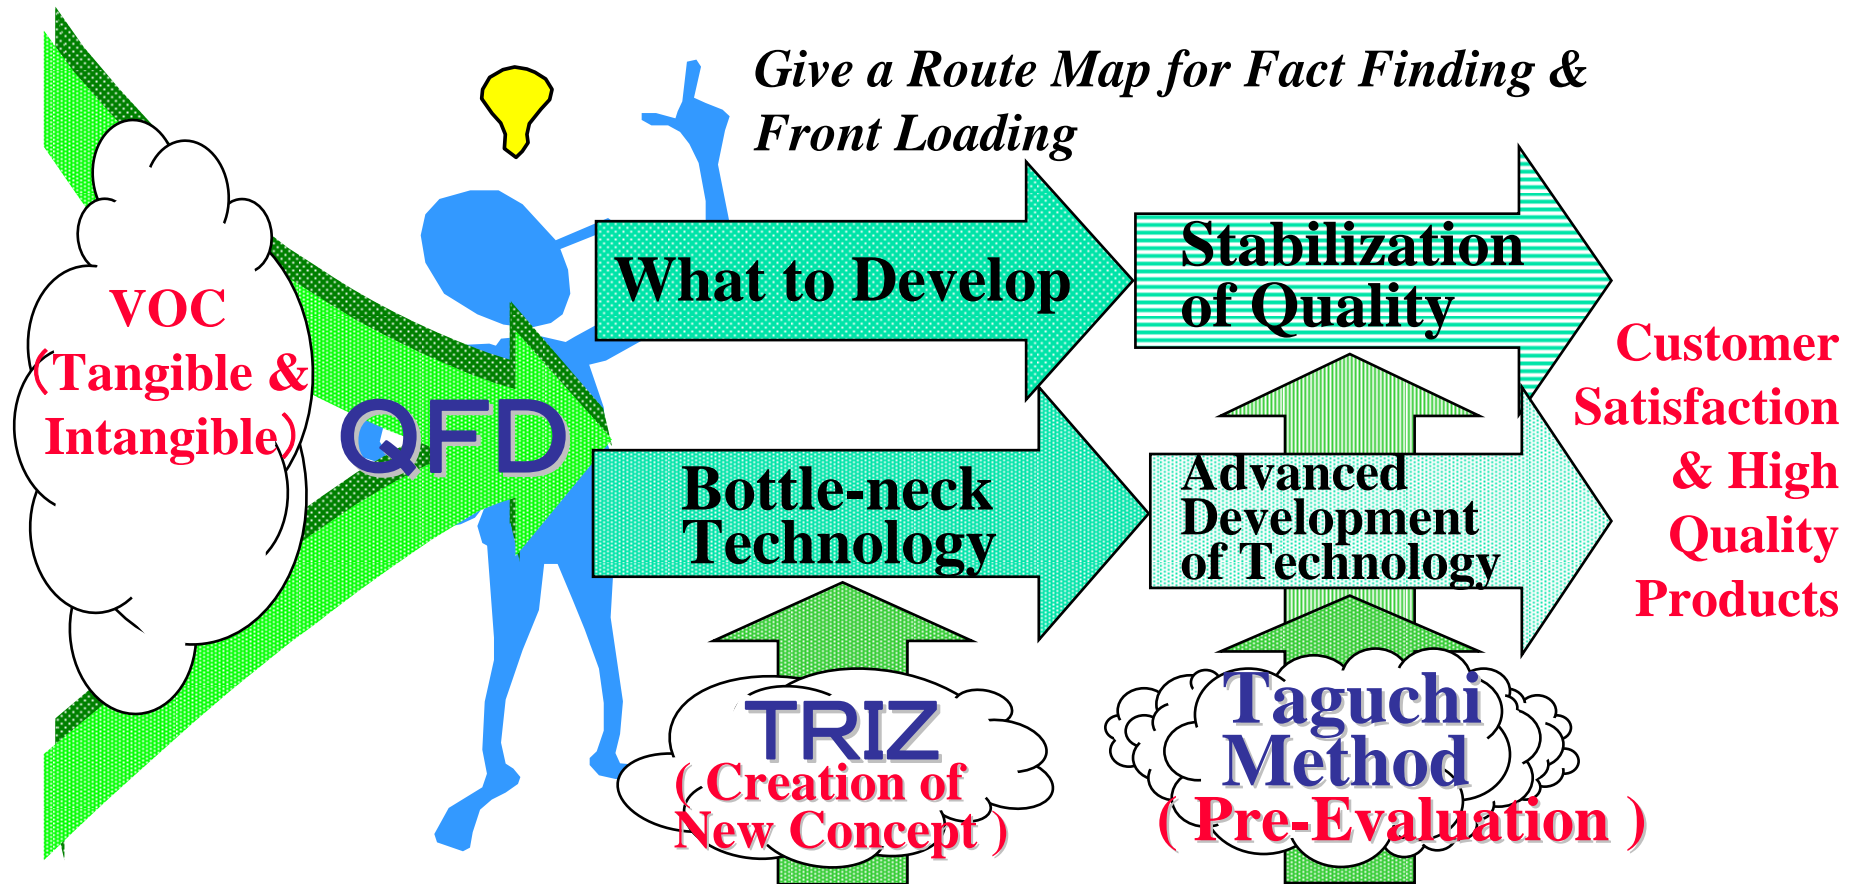 Give a Route Map for Fact Finding &
Front Loading
VOC
（Tangible &
Intangible）
QFD
What to Develop
Stabilization
of Quality
Bottle-neck
Technology
Advanced
Development
of Technology
Customer
Satisfaction
& High
Quality
Products
TRIZ
( Creation of
New Concept )
Taguchi
Method
( Pre-Evaluation )